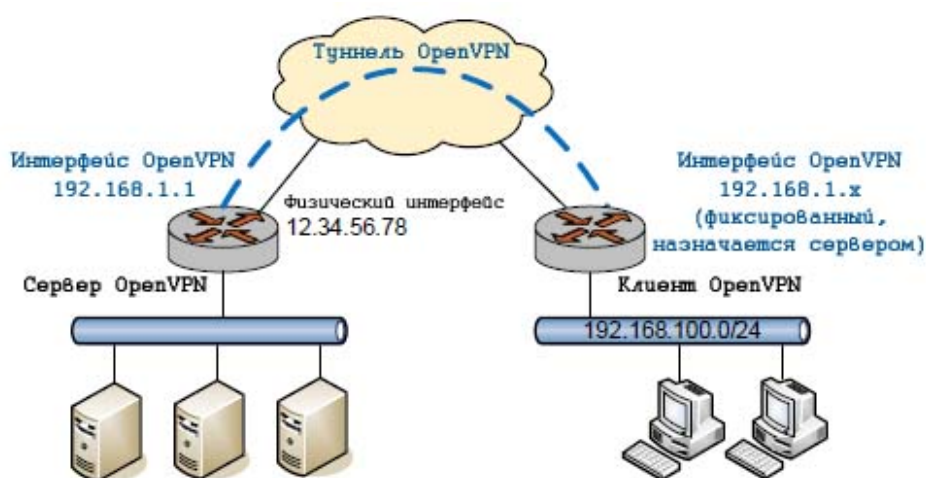 Туннель OpenVPN
Интерфейс OpenVPN
192.168.1.1
Физический интерфейс
12.34.56.78
Интерфейс OpenVPN
192.168.1.x
(фиксированный,
назначается сервером)
Сервер OpenVPN
Клиент OpenVPN
192.168.100.0/24